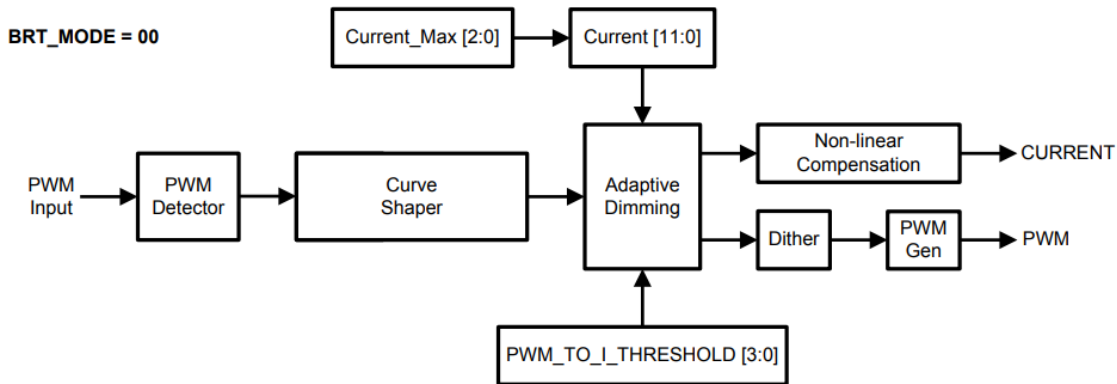 BRT_MODE = 00
Current_Max [2:0]
Current [11:0]
PWM
Input
PWM
Detector
Curve
Shaper
Adaptive
Dimming
Non-linear
Compensation
CURRENT
Dither
PWM
Gen
PWM
PWM_TO_I_THRESHOLD [3:0]